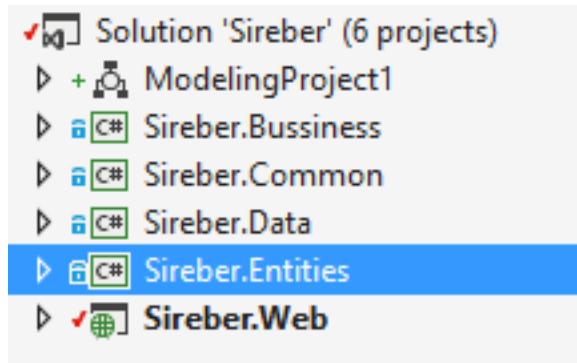 Solution 'Sireber' (6 projects)
ModelingProject1
C# Sireber.Bussiness
C# Sireber.Common
C# Sireber.Data
C# Sireber.Entities
Sireber.Web